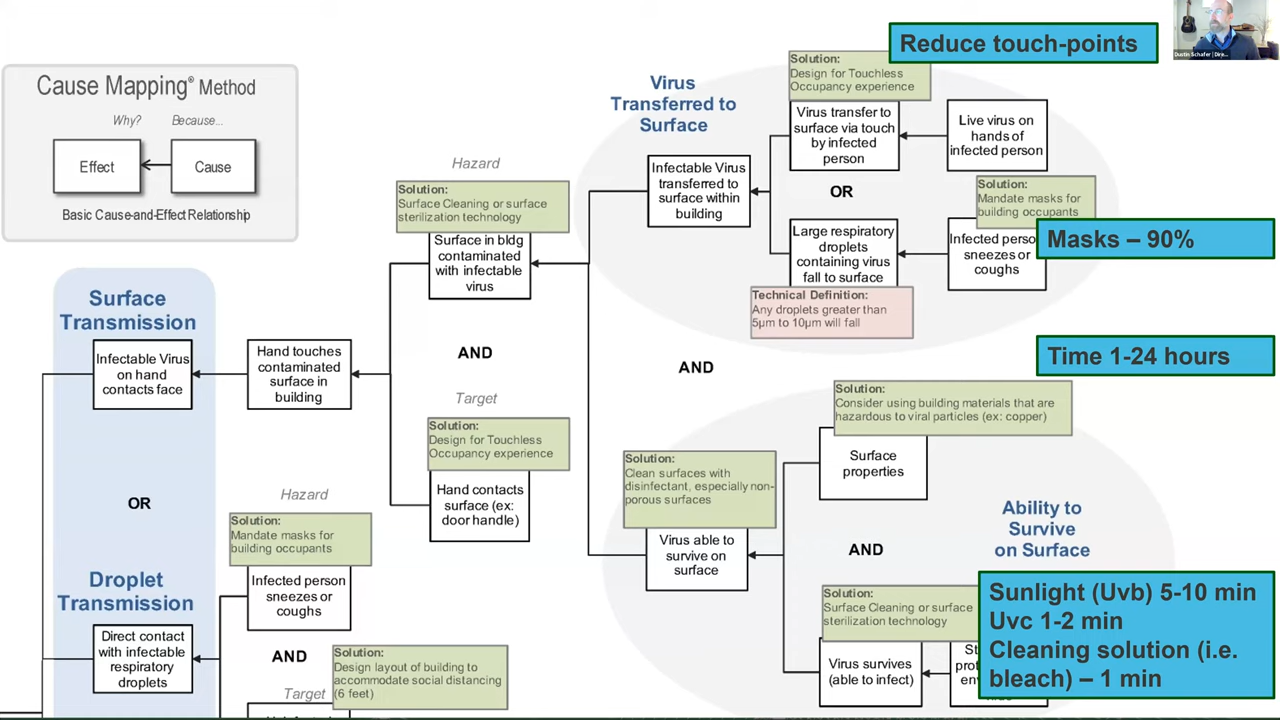 Reduce touch-points
Dustin Schafer | Dire...
Cause Mapping® Method
Why?
Because...
Effect
Cause
Basic Cause-and-Effect Relationship
Virus
Transferred to
Surface
Solution:
Design for Touchless
Occupancy experience
Virus transfer to
surface via touch
by infected
person
Live virus on
hands of
infected person
Hazard
Solution:
Surface Cleaning or surface
sterilization technology
Surface in bldg
contaminated
with infectable
virus
Infectable Virus
transferred to
surface within
building
OR
Solution:
Mandate masks for
building occupants
Masks – 90%
Large respiratory
droplets
containing virus
fall to surface
Infected
sneezes or
coughs
Technical Definition:
Any droplets greater than
5µm to 10µm will fall
Surface
Transmission
Infectable Virus
on hand
contacts face
Hand touches
contaminated
surface in
building
AND
AND
Time 1-24 hours
Target
Solution:
Design for Touchless
Occupancy experience
Hand contacts
surface (ex:
door handle)
Solution:
Consider using building materials that are
hazardous to viral particles (ex: copper)
Surface
properties
Solution:
Clean surfaces with
disinfectant, especially non-
porous surfaces
Virus able to
survive on
surface
AND
Ability to
Survive
on Surface
OR
Hazard
Solution:
Mandate masks for
building occupants
Infected person
sneezes or
coughs
Droplet
Transmission
Direct contact
with infectable
respiratory
droplets
AND
Target
Solution:
Design layout of building to
accommodate social distancing
(6 feet)
Solution:
Surface Cleaning or surface
sterilization technology
Virus survives
(able to infect)
Sunlight (Uvb) 5-10 min
Uvc 1-2 min
Cleaning solution (i.e.
bleach) – 1 min